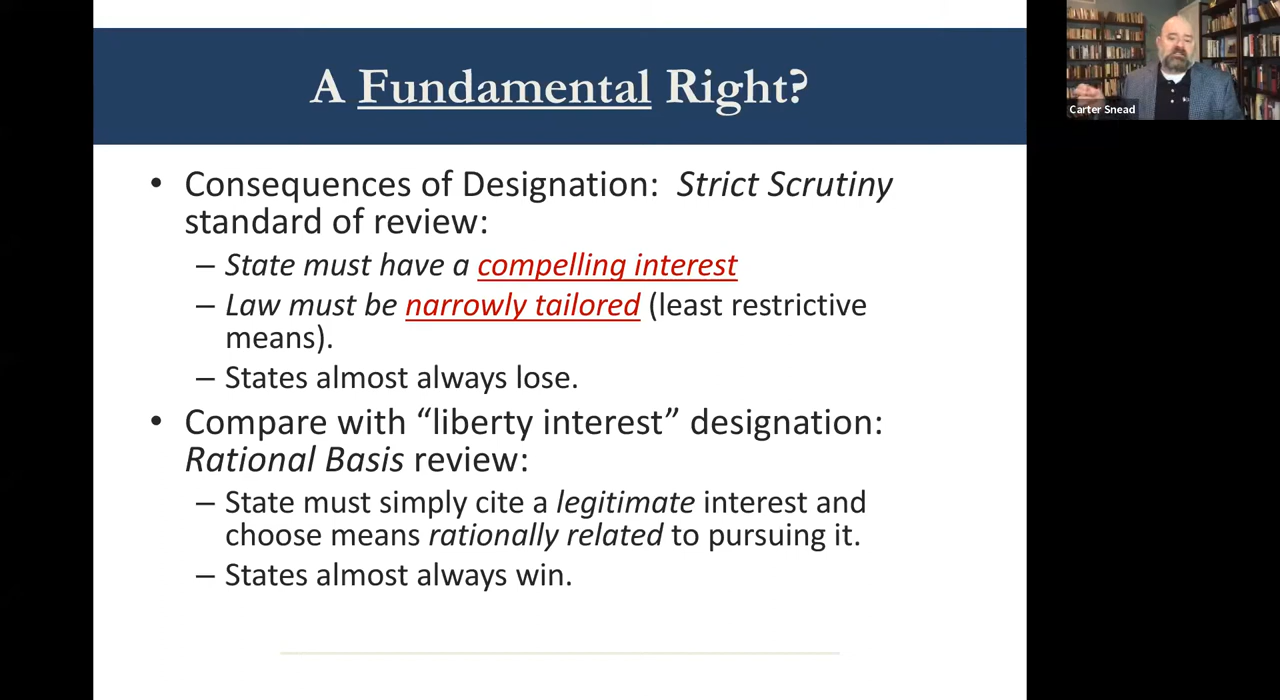 A Fundamental Right?
Carter Snead
• Consequences of Designation: Strict Scrutiny
standard of review:
– State must have a compelling interest
– Law must be narrowly tailored (least restrictive
means).
– States almost always lose.
• Compare with “liberty interest” designation:
Rational Basis review:
– State must simply cite a legitimate interest and
choose means rationally related to pursuing it.
– States almost always win.